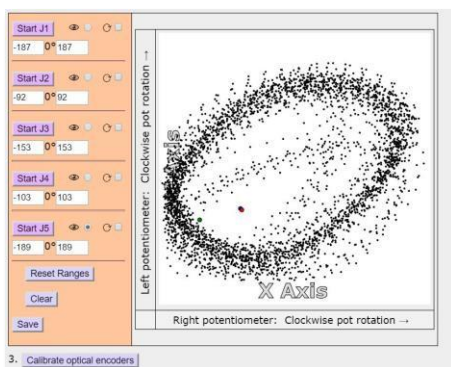 Start J1
-187 0° 187
Start J2
-92 0° 92
Start J3
-153 0° 153
Start J4
-103 0° 103
Start J5
-189 0° 189
Reset Ranges
Clear
Save
Left potentiometer: Clockwise pot rotation →
Axis
X Axis
Right potentiometer: Clockwise pot rotation →
3. Calibrate optical encoders